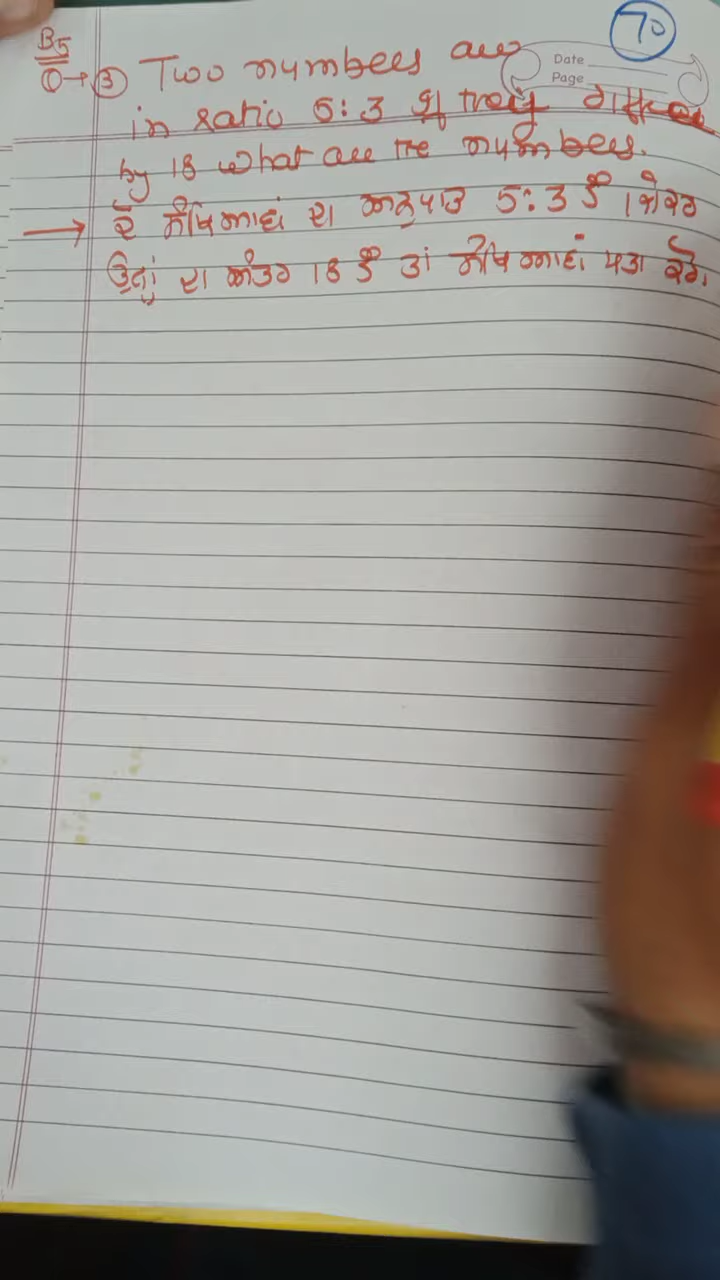 70
B5
Q→ ③ Two numbers are
Date
Page
in ratio 5:3 If they differ
by 18 what are the numbers.
→ ਦੋ ਸੰਖਿਆਵਾਂ ਦਾ ਅਨੁਪਾਤ 5:3 ਹੈ । ਜੇਕਰ
ਉਹਨਾਂ ਦਾ ਅੰਤਰ 18 ਹੈ ਤਾਂ ਸੰਖਿਆਵਾਂ ਪਤਾ ਕਰੋ.